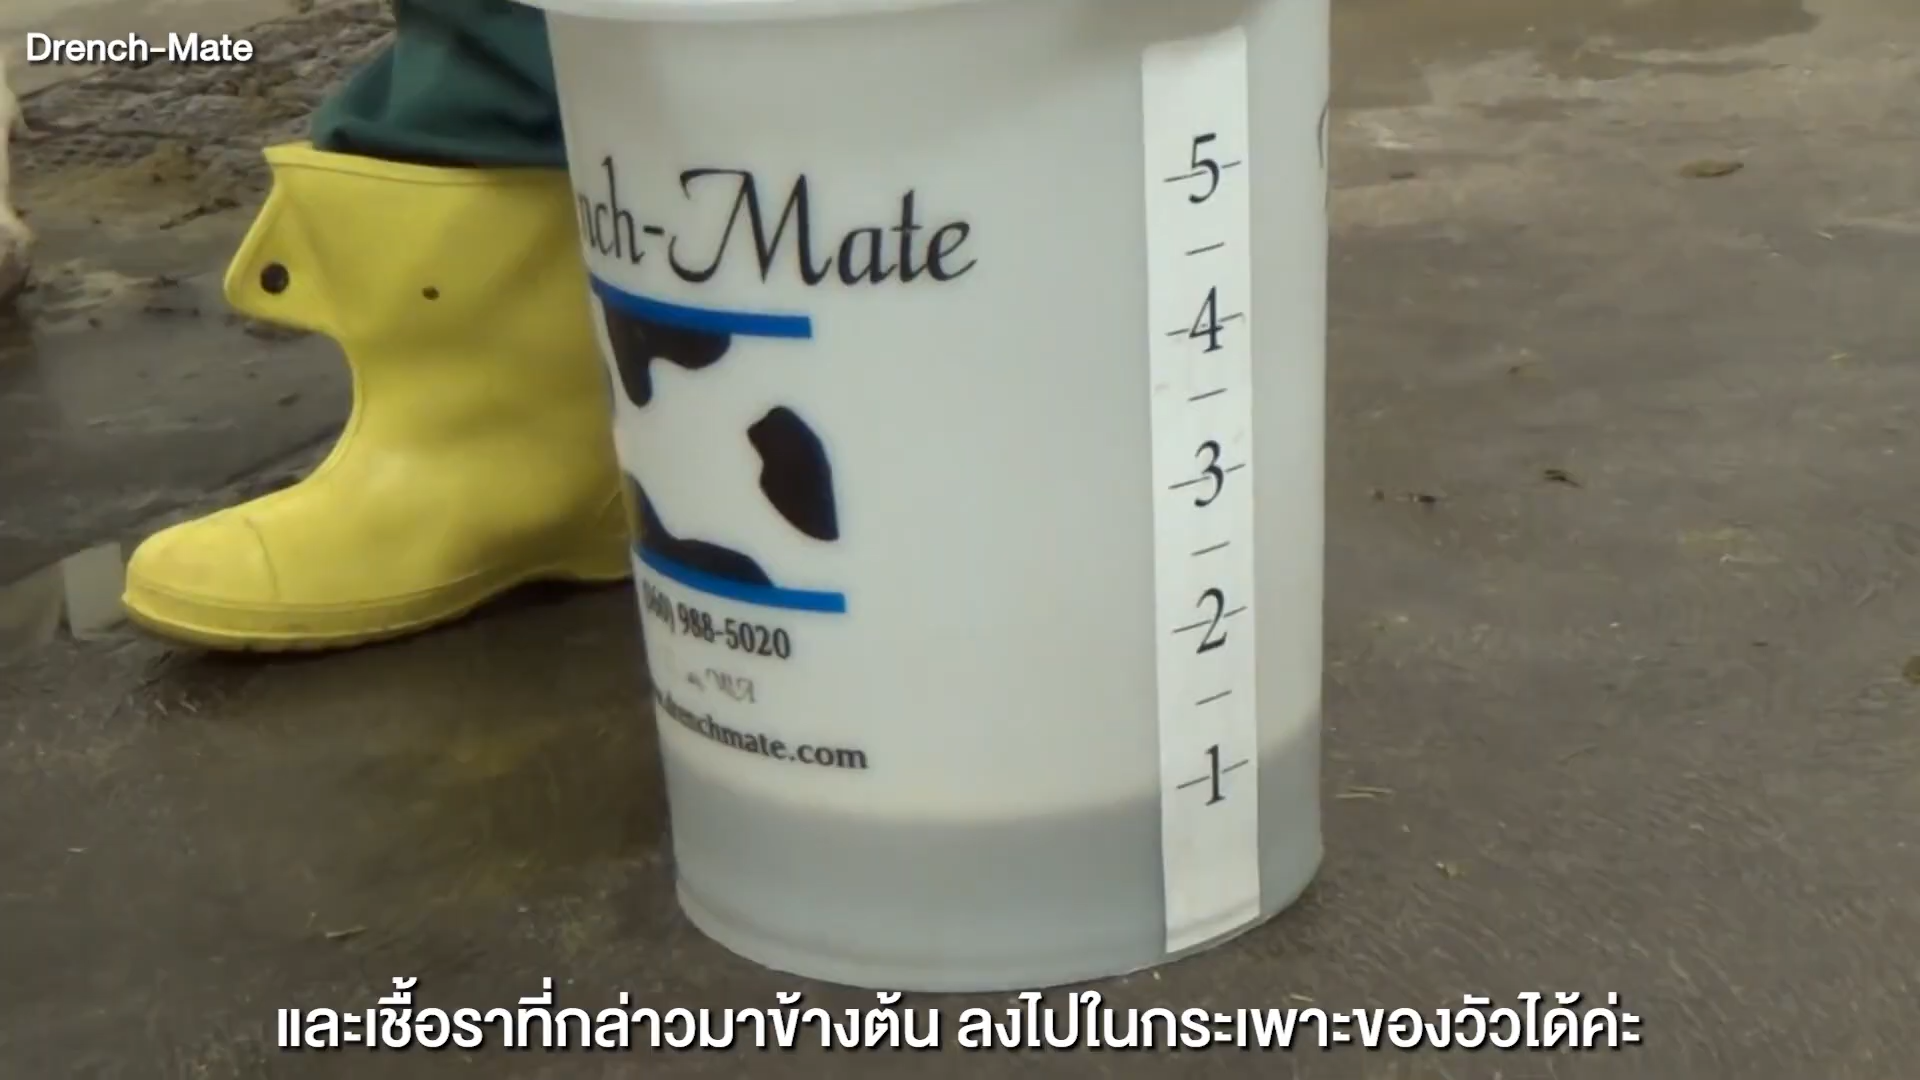 Drench-Mate
nch-Mate
5
4
3
2
1
988-5020
drenchmate.com
และเชื้อราที่กล่าวมาข้างต้น ลงไปในกระเพาะของวัวได้ค่ะ